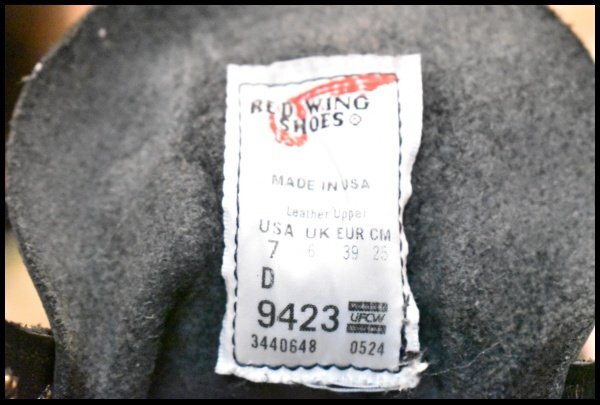 RED WING
SHOES
MADE IN USA
Leather Upper
USA UK EUR CM
7 6 39 25
D
9423 UFCW
3440648 0524